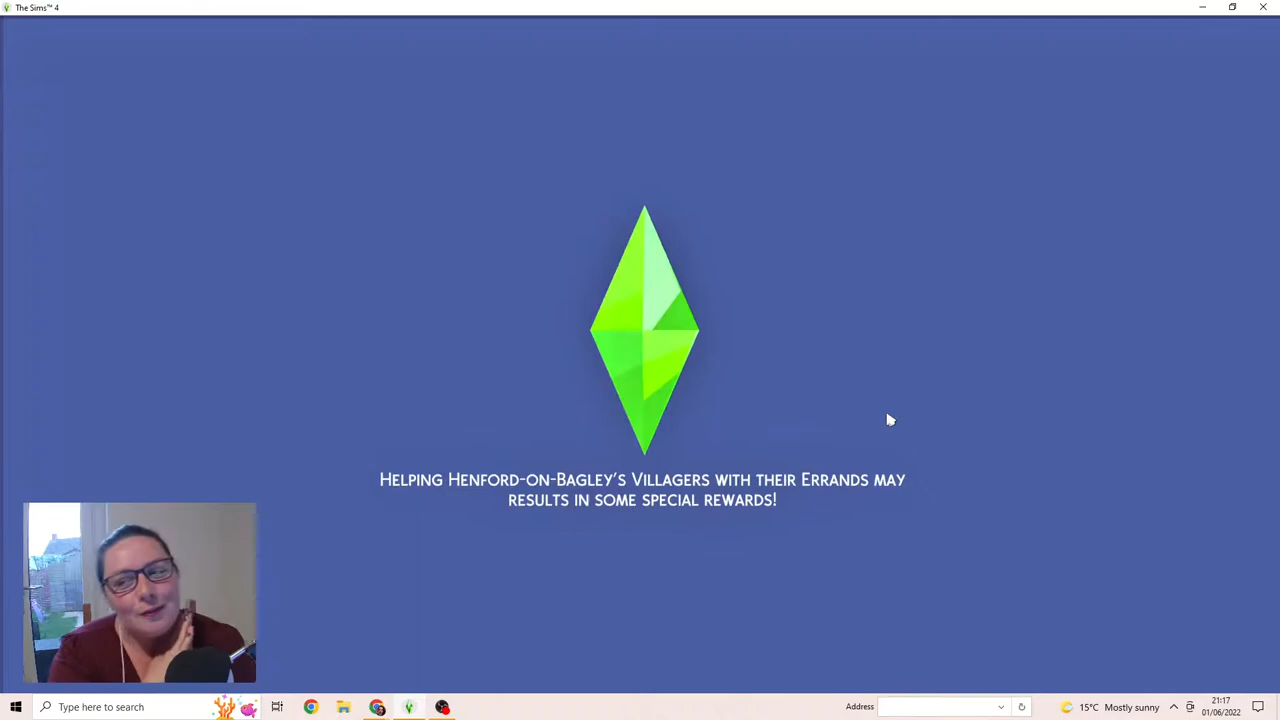 The Sims™ 4
HELPING HENFORD-ON-BAGLEY'S VILLAGERS WITH THEIR ERRANDS MAY
RESULTS IN SOME SPECIAL REWARDS!
Type here to search
Address
15°C Mostly sunny
21:17
01/06/2022